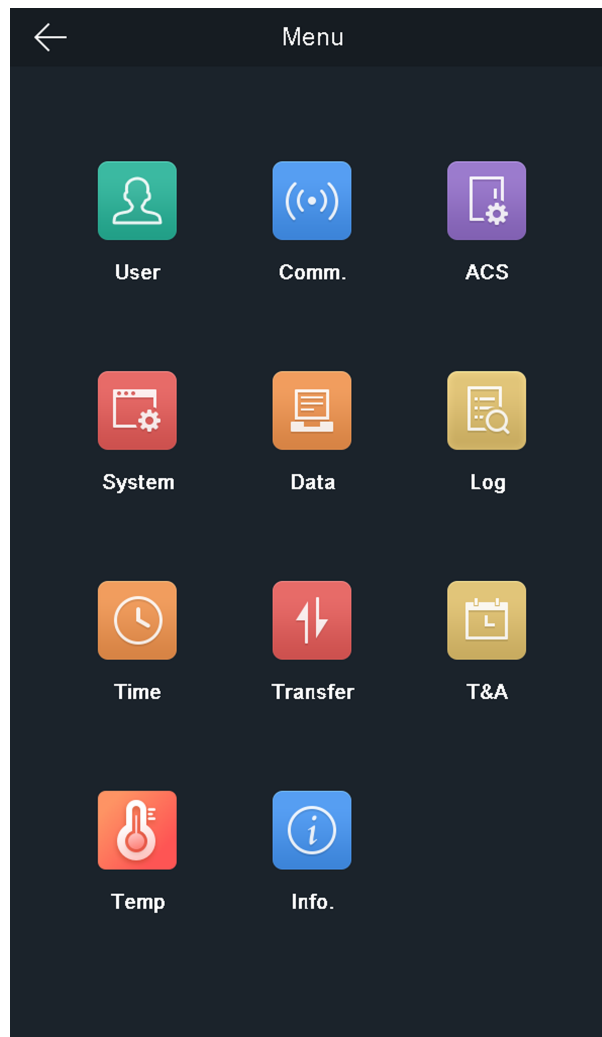 Menu
User Comm. ACS
System Data Log
Time Transfer T&A
Temp Info.